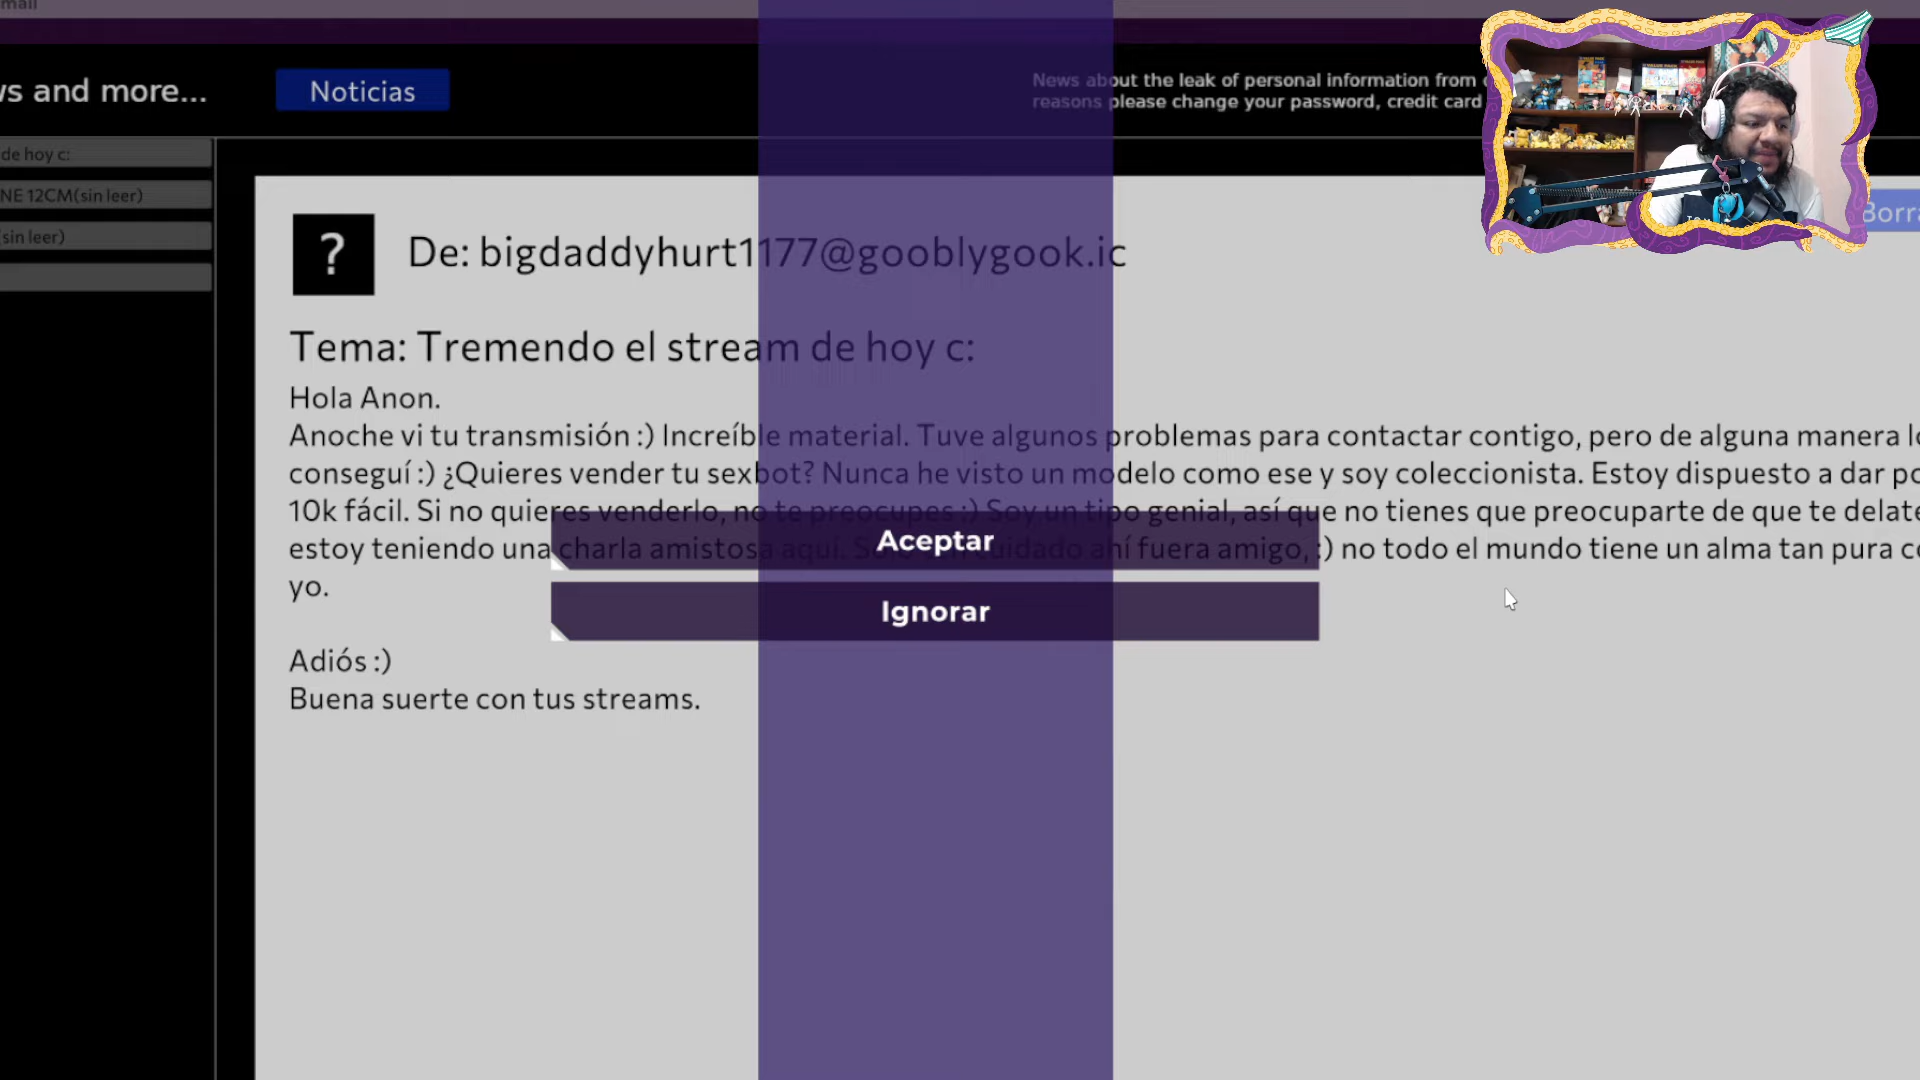 mail
ws and more...
Noticias
News about the leak of personal information from
reasons please change your password, credit card
de hoy c:
NE 12CM(sin leer)
sin leer)
Borra
?
De: bigdaddyhurt1177@gooblygook.ic
Tema: Tremendo el stream de hoy c:
Hola Anon.
Anoche vi tu transmisión :) Increíble material. Tuve algunos problemas para contactar contigo, pero de alguna manera lo
conseguí :) ¿Quieres vender tu sexbot? Nunca he visto un modelo como ese y soy coleccionista. Estoy dispuesto a dar po
10k fácil. Si no quieres venderlo, no te preocupes :) Soy un tipo genial, así que no tienes que preocuparte de que te delate
estoy teniendo una charla amistosa aquí. cuidado ahí fuera amigo, :) no todo el mundo tiene un alma tan pura co
yo.
Aceptar
Ignorar
Adiós :)
Buena suerte con tus streams.